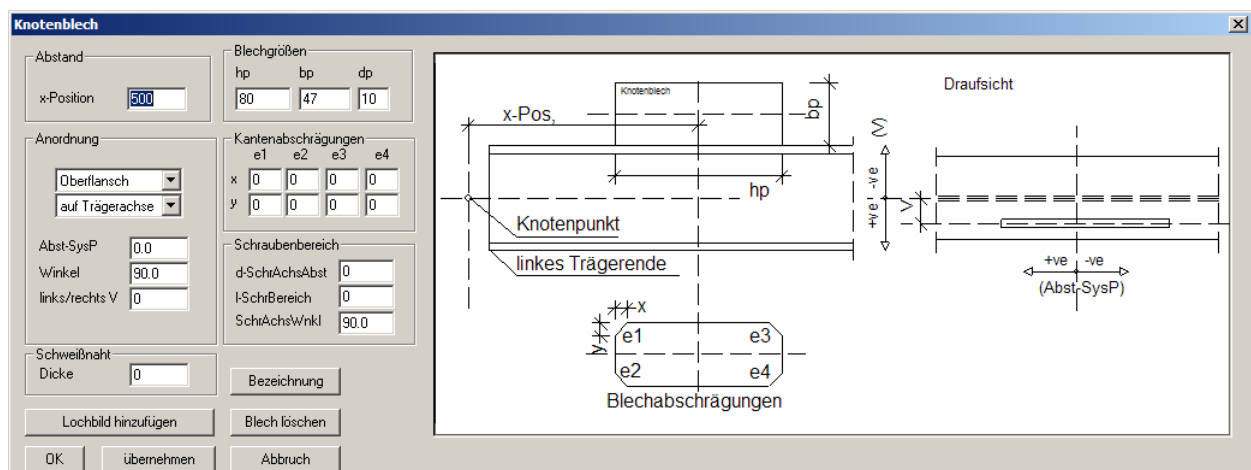 Knotenblech
Abstand
x-Position 500
Anordnung
Oberflansch
auf Trägerachse
Abst-SysP 0.0
Winkel 90.0
links/rechts V 0
Schweißnaht
Dicke 0
Lochbild hinzufügen
OK übernehmen
Blechgrößen
hp bp dp
80 47 10
Kantenabschrägungen
e1 e2 e3 e4
x 0 0 0 0
y 0 0 0 0
Schraubenbereich
d-SchrAchsAbst 0
l-SchrBereich 0
SchrAchsWnkl 90.0
Bezeichnung
Blech löschen
Abbruch
Knotenblech
x-Pos,
bp
hp
Knotenpunkt
linkes Trägerende
x
y
e1 e3
e2 e4
Blechabschrägungen
Draufsicht
(V)
+ve -ve
V
+ve -ve
(Abst-SysP)